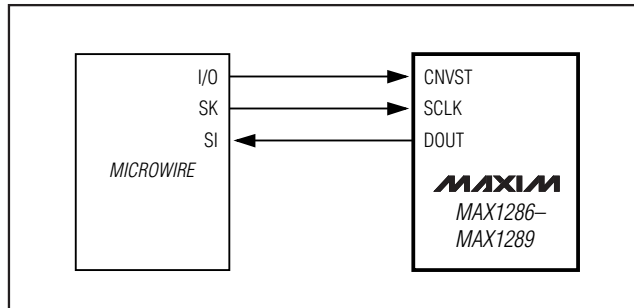 I/O CNVST
SK SCLK
SI DOUT
MICROWIRE
MAXIM
MAX1286–
MAX1289